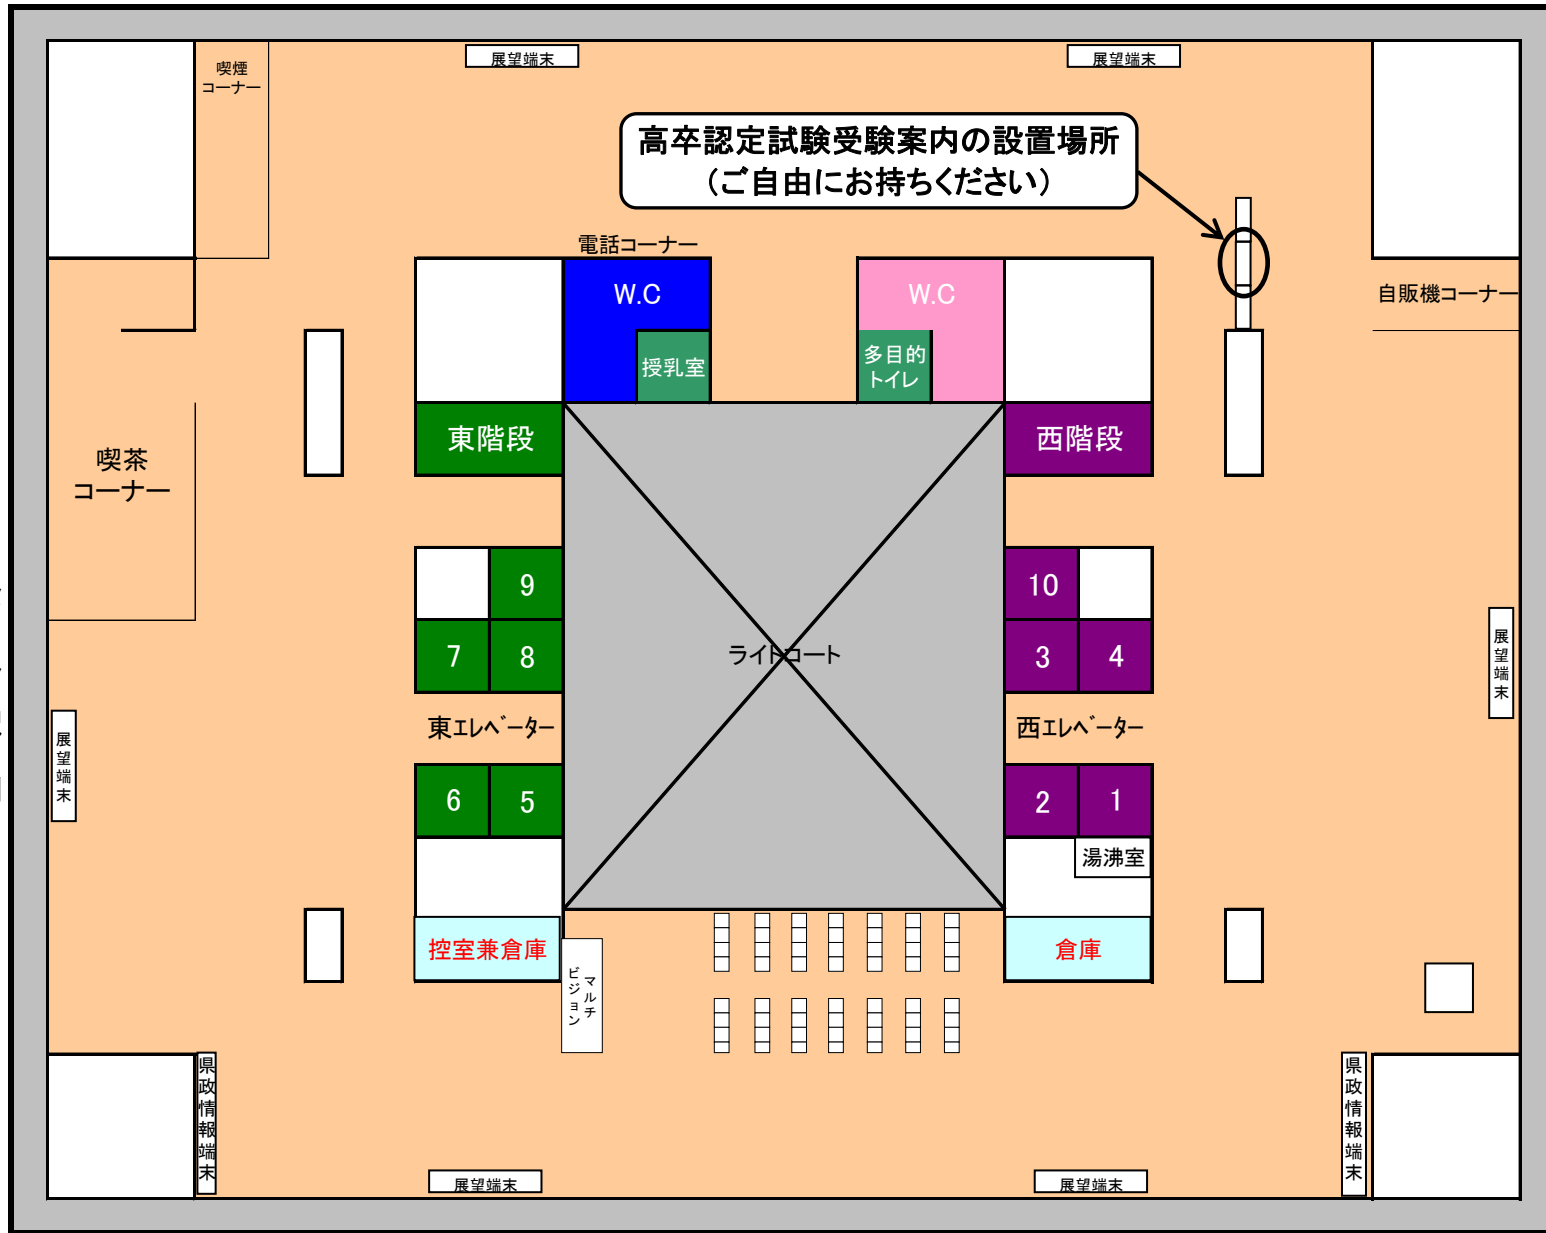 展望端末
展望端末
喫煙
コーナー
高卒認定試験受験案内の設置場所
（ご自由にお持ちください）
電話コーナー
W.C
W.C
自販機コーナー
授乳室
多目的
トイレ
東階段
西階段
喫茶
コーナー
9
10
7
8
ライトコート
3
4
展望端末
東エレベーター
西エレベーター
展望端末
6
5
2
1
湯沸室
控室兼倉庫
倉庫
マルチ
ビジョン
県政情報端末
県政情報端末
展望端末
展望端末